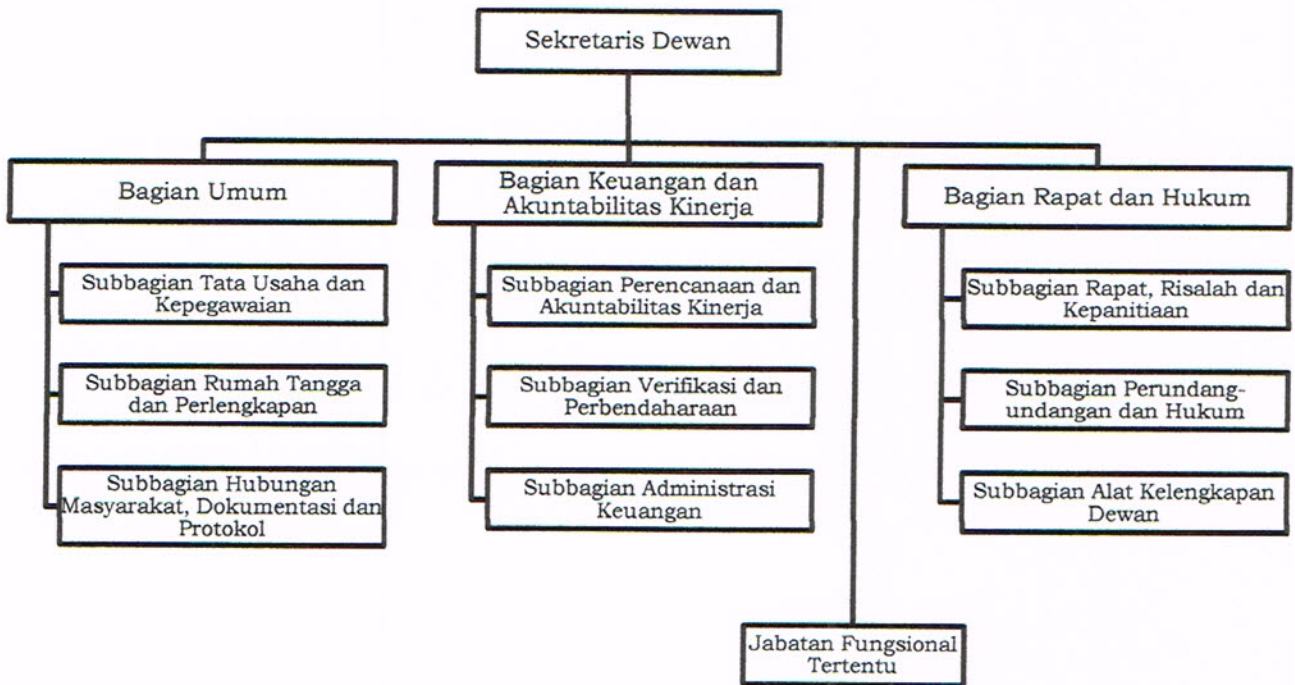 Sekretaris Dewan
Bagian Umum
Bagian Keuangan dan
Akuntabilitas Kinerja
Bagian Rapat dan Hukum
Subbagian Tata Usaha dan
Kepegawaian
Subbagian Perencanaan dan
Akuntabilitas Kinerja
Subbagian Rapat, Risalah dan
Kepanitiaan
Subbagian Rumah Tangga
dan Perlengkapan
Subbagian Verifikasi dan
Perbendaharaan
Subbagian Perundang-
undangan dan Hukum
Subbagian Hubungan
Masyarakat, Dokumentasi dan
Protokol
Subbagian Administrasi
Keuangan
Subbagian Alat Kelengkapan
Dewan
Jabatan Fungsional
Tertentu